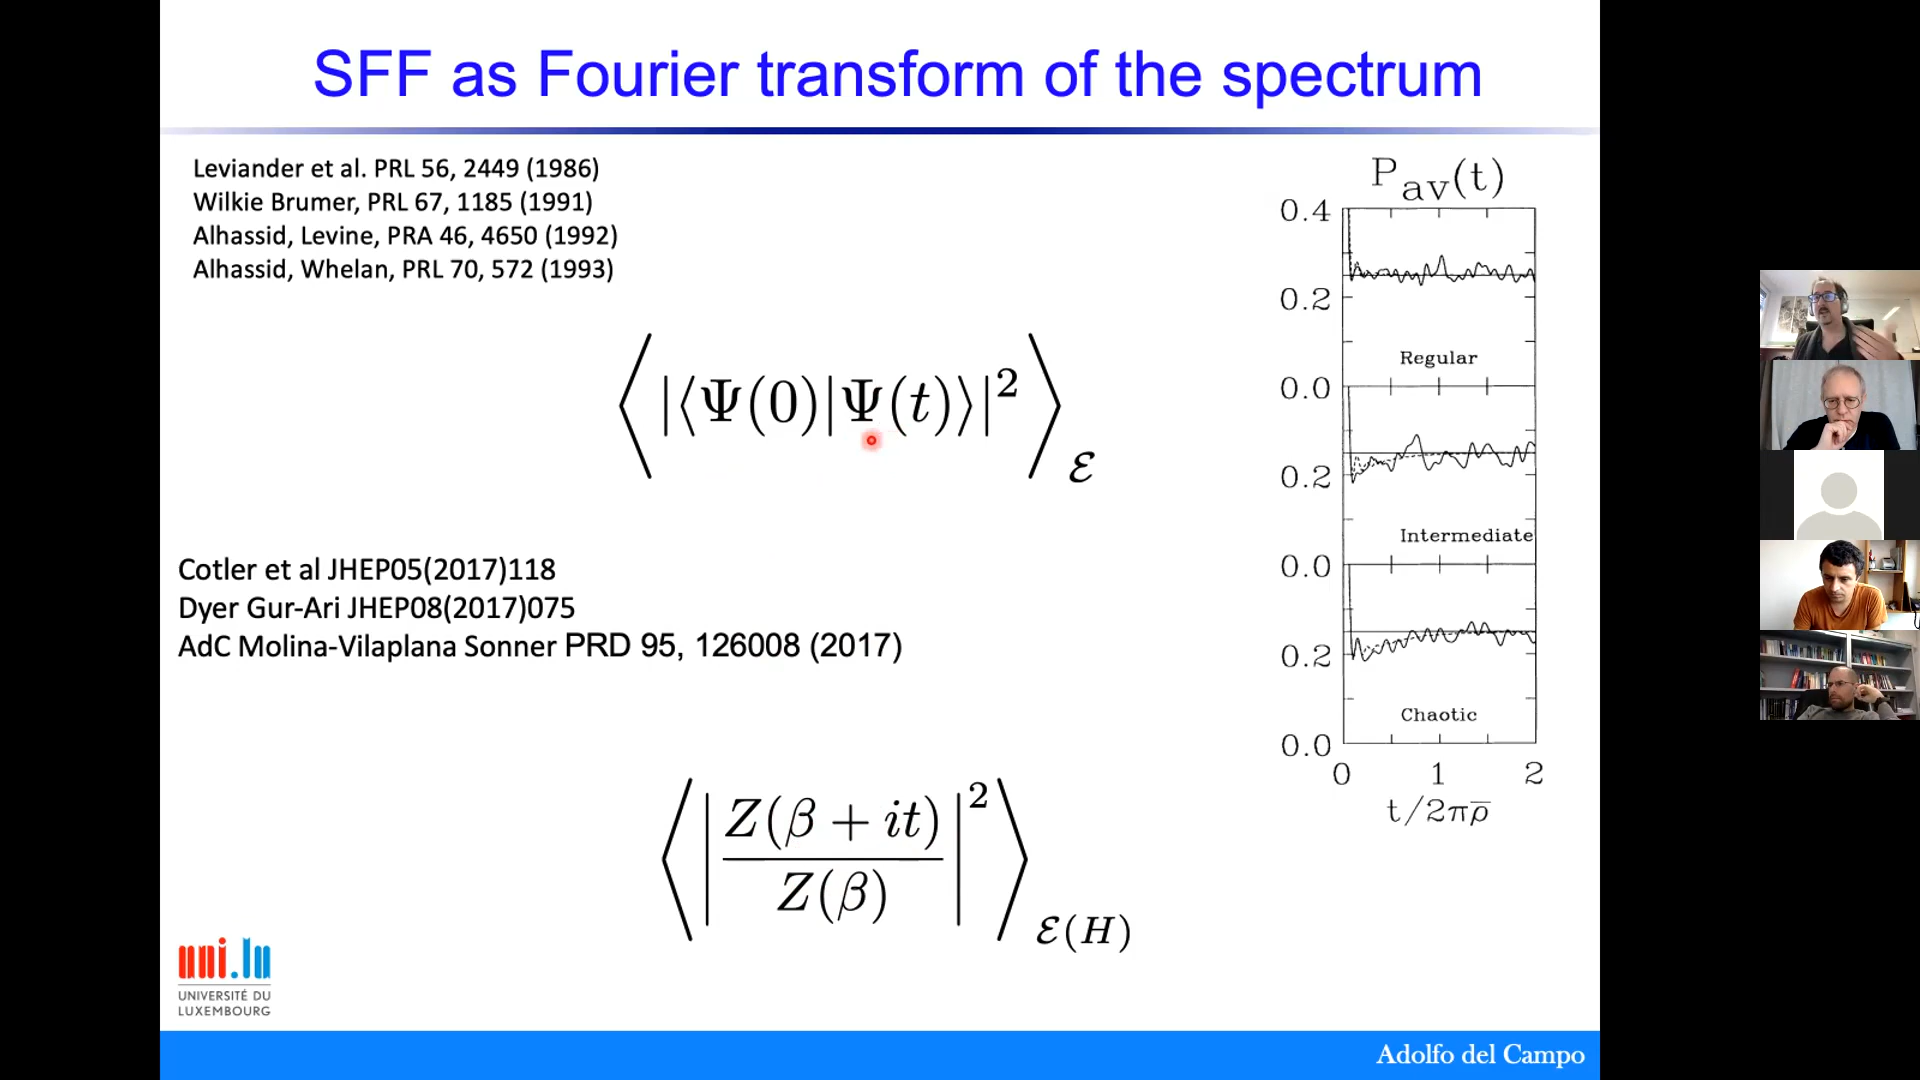 SFF as Fourier transform of the spectrum
Leviander et al. PRL 56, 2449 (1986)
Wilkie Brumer, PRL 67, 1185 (1991)
Alhassid, Levine, PRA 46, 4650 (1992)
Alhassid, Whelan, PRL 70, 572 (1993)
⟨|⟨Ψ(0)|Ψ(t)⟩|²⟩_ℰ
Cotler et al JHEP05(2017)118
Dyer Gur-Ari JHEP08(2017)075
AdC Molina-Vilaplana Sonner PRD 95, 126008 (2017)
⟨|Z(β + it)/Z(β)|²⟩_ℰ(H)
P_av(t)
0.4
0.2
Regular
0.0
0.2
Intermediate
0.0
0.2
Chaotic
0.0
0 1 2
t/2πρ̅
uni.lu
UNIVERSITÉ DU
LUXEMBOURG
Adolfo del Campo